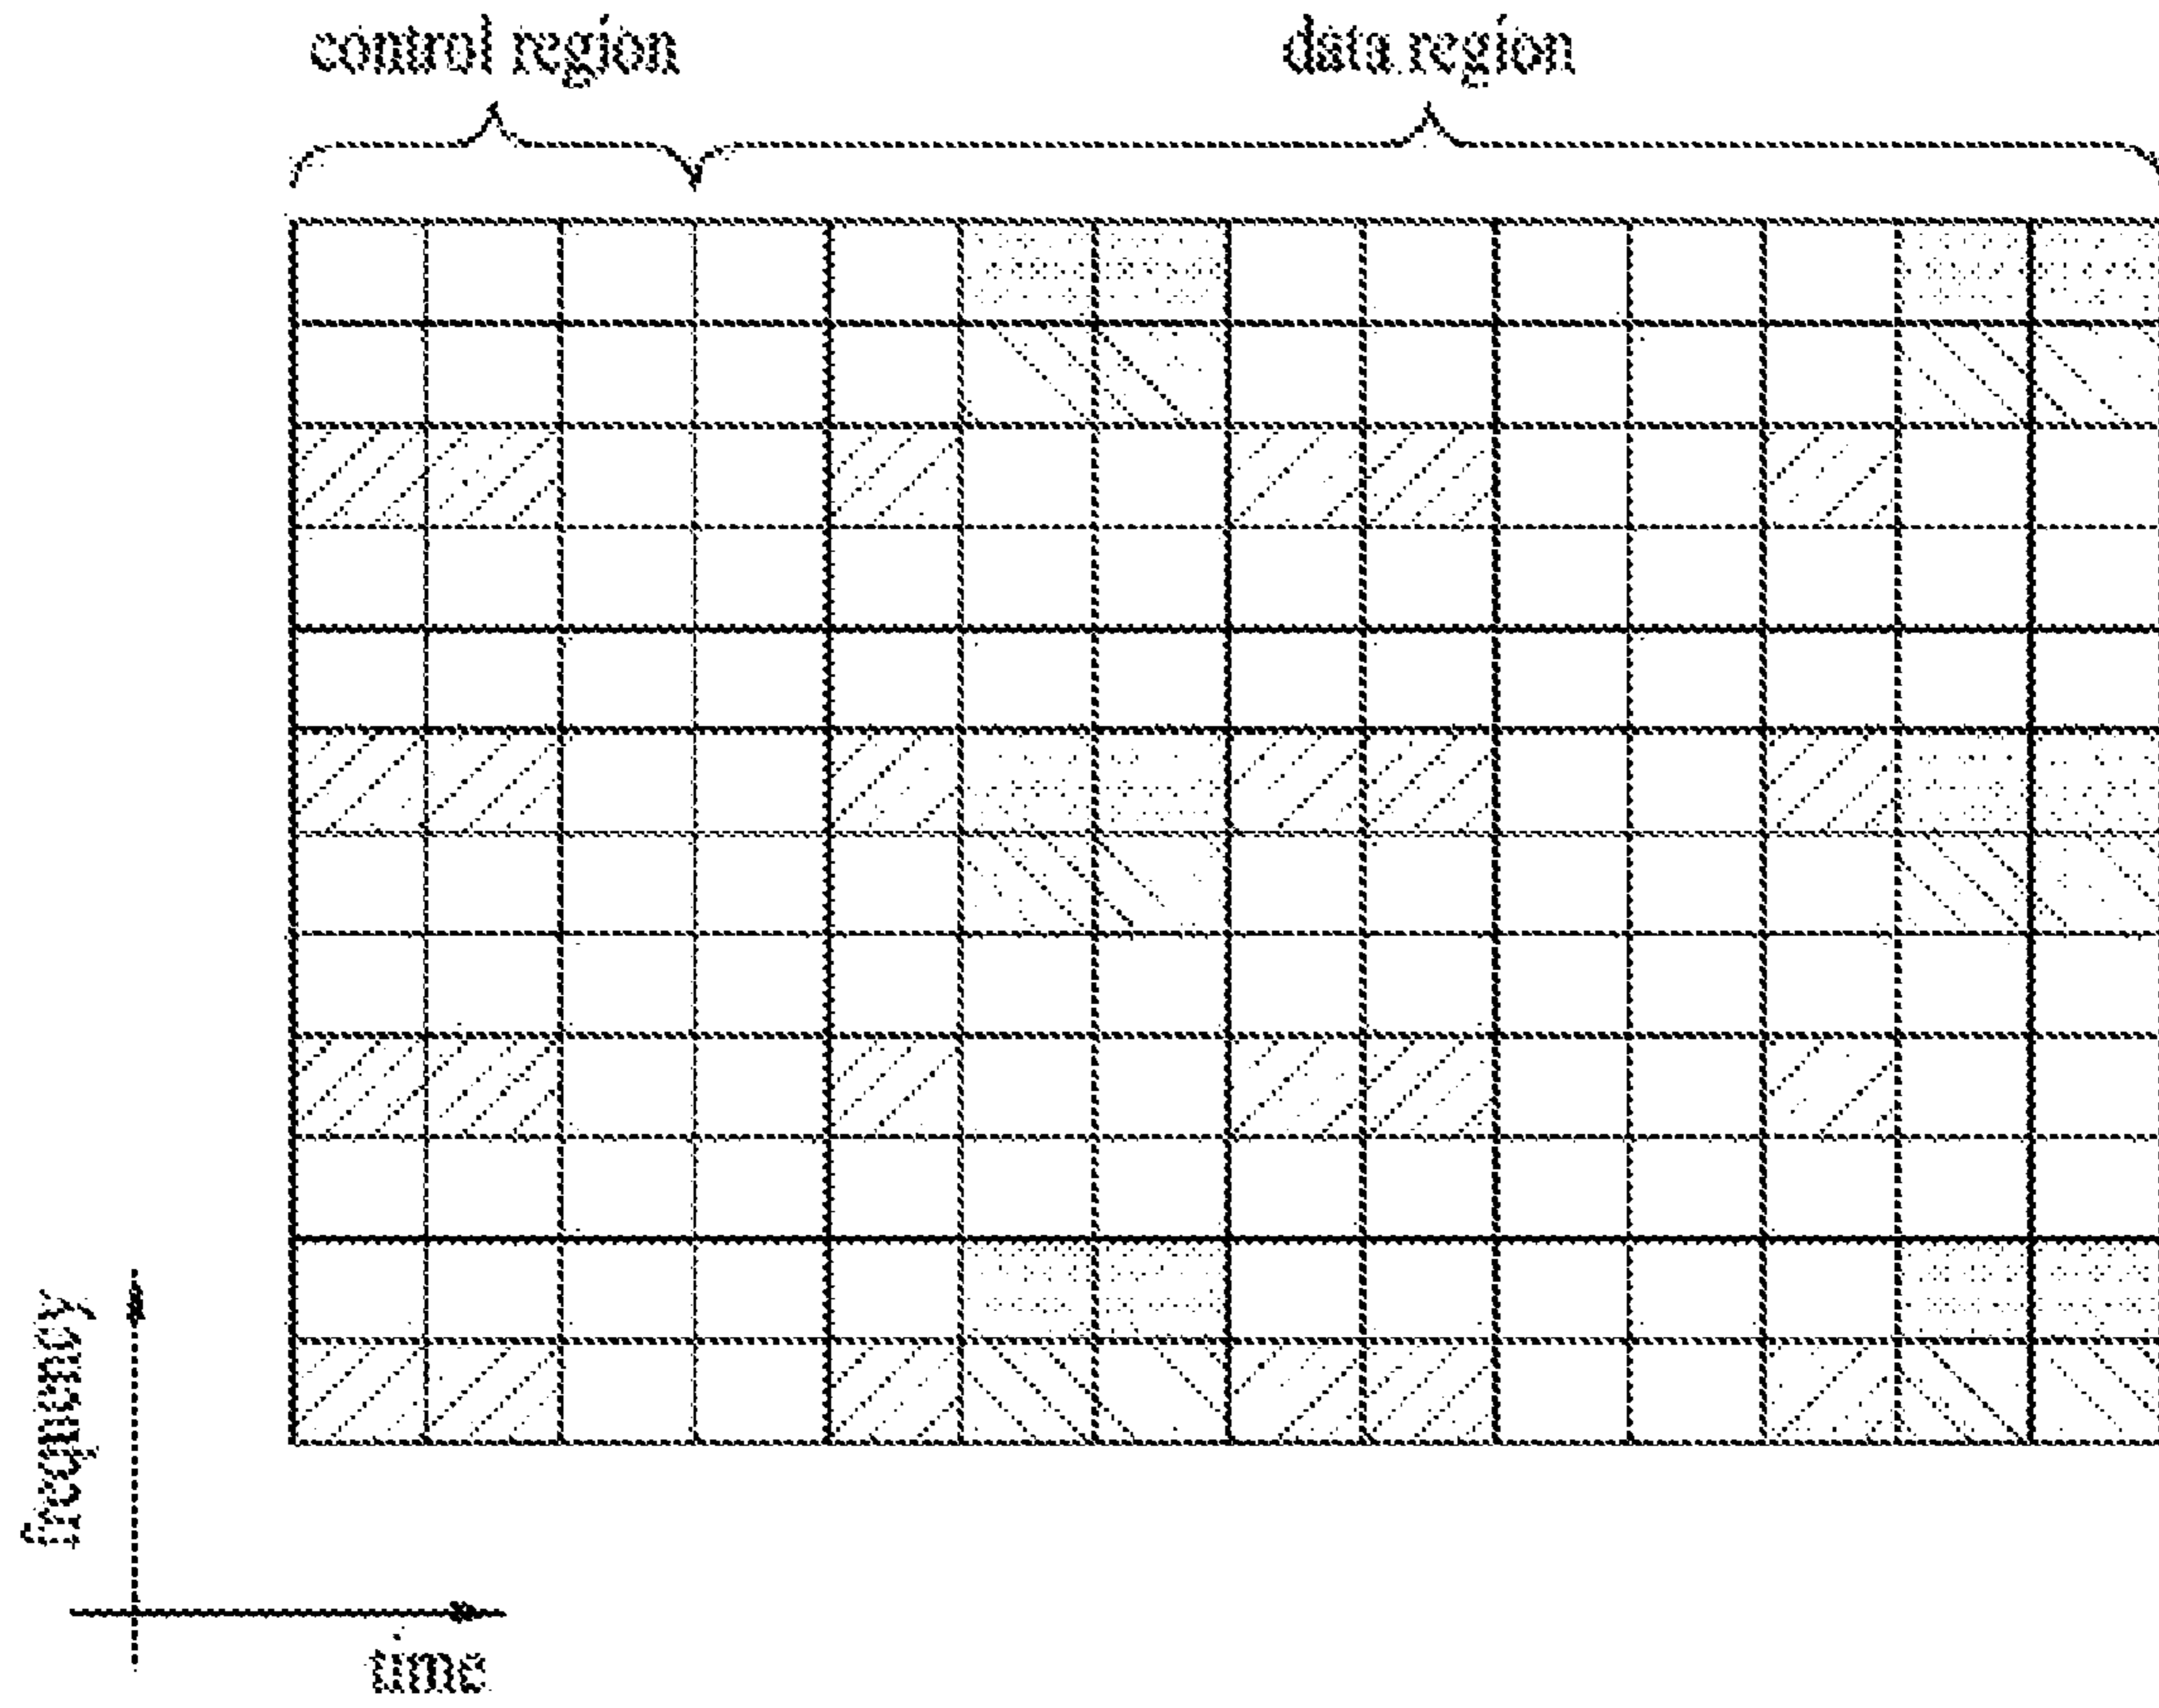 control region
data region
frequency
time